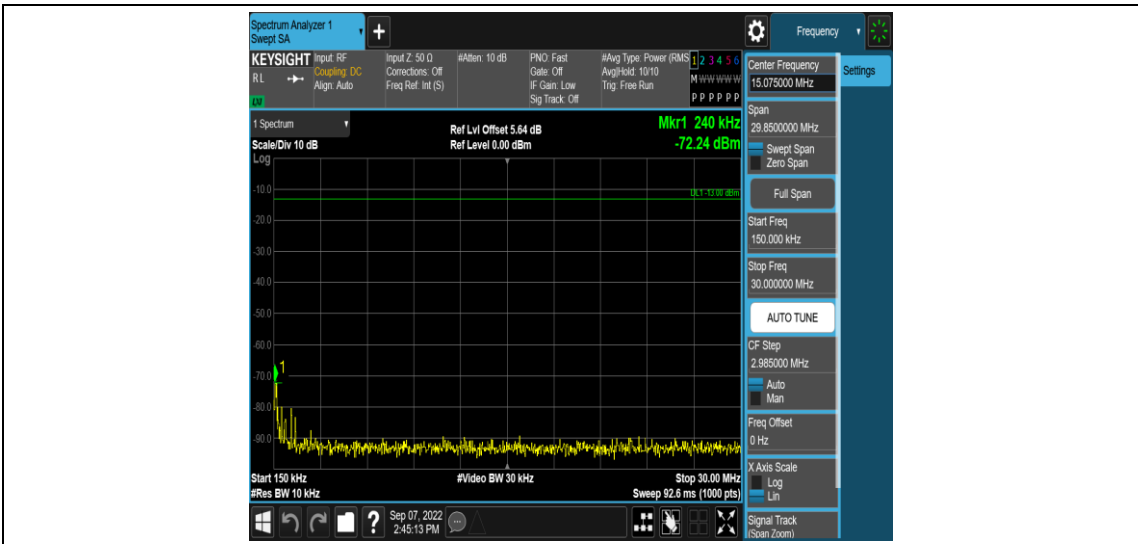 Spectrum Analyzer 1
Swept SA
+
Frequency
KEYSIGHT
RL
LNI
Input: RF
Coupling: DC
Align: Auto
Input Z: 50 Ω
Corrections: Off
Freq Ref: Int (S)
#Atten: 10 dB
PNO: Fast
Gate: Off
IF Gain: Low
Sig Track: Off
#Avg Type: Power (RMS
Avg|Hold: 10/10
Trig: Free Run
1 2 3 4 5 6
M W W W W W
P P P P P P
Center Frequency
15.075000 MHz
Settings
Span
29.8500000 MHz
Swept Span
Zero Span
Full Span
Start Freq
150.000 kHz
Stop Freq
30.000000 MHz
AUTO TUNE
CF Step
2.985000 MHz
Auto
Man
Freq Offset
0 Hz
X Axis Scale
Log
Lin
Signal Track
(Span Zoom)
1 Spectrum
Scale/Div 10 dB
Log
Ref Lvl Offset 5.64 dB
Ref Level 0.00 dBm
Mkr1 240 kHz
-72.24 dBm
DL1 -13.00 dBm
-10.0
-20.0
-30.0
-40.0
-50.0
-60.0
-70.0
-80.0
-90.0
1
Start 150 kHz
#Res BW 10 kHz
#Video BW 30 kHz
Stop 30.00 MHz
Sweep 92.6 ms (1000 pts)
?
Sep 07, 2022
2:45:13 PM